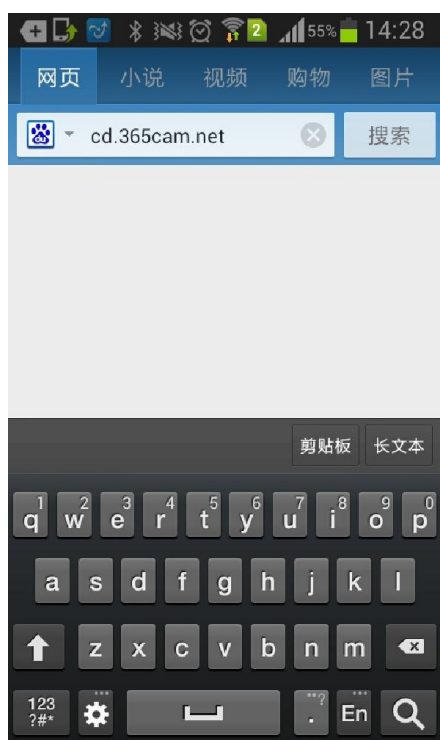 2 55% 14:28
网页 小说 视频 购物 图片
cd.365cam.net 搜索
剪贴板 长文本
1 2 3 4 5 6 7 8 9 0
q w e r t y u i o p
a s d f g h j k l
z x c v b n m
123 ?#* . En